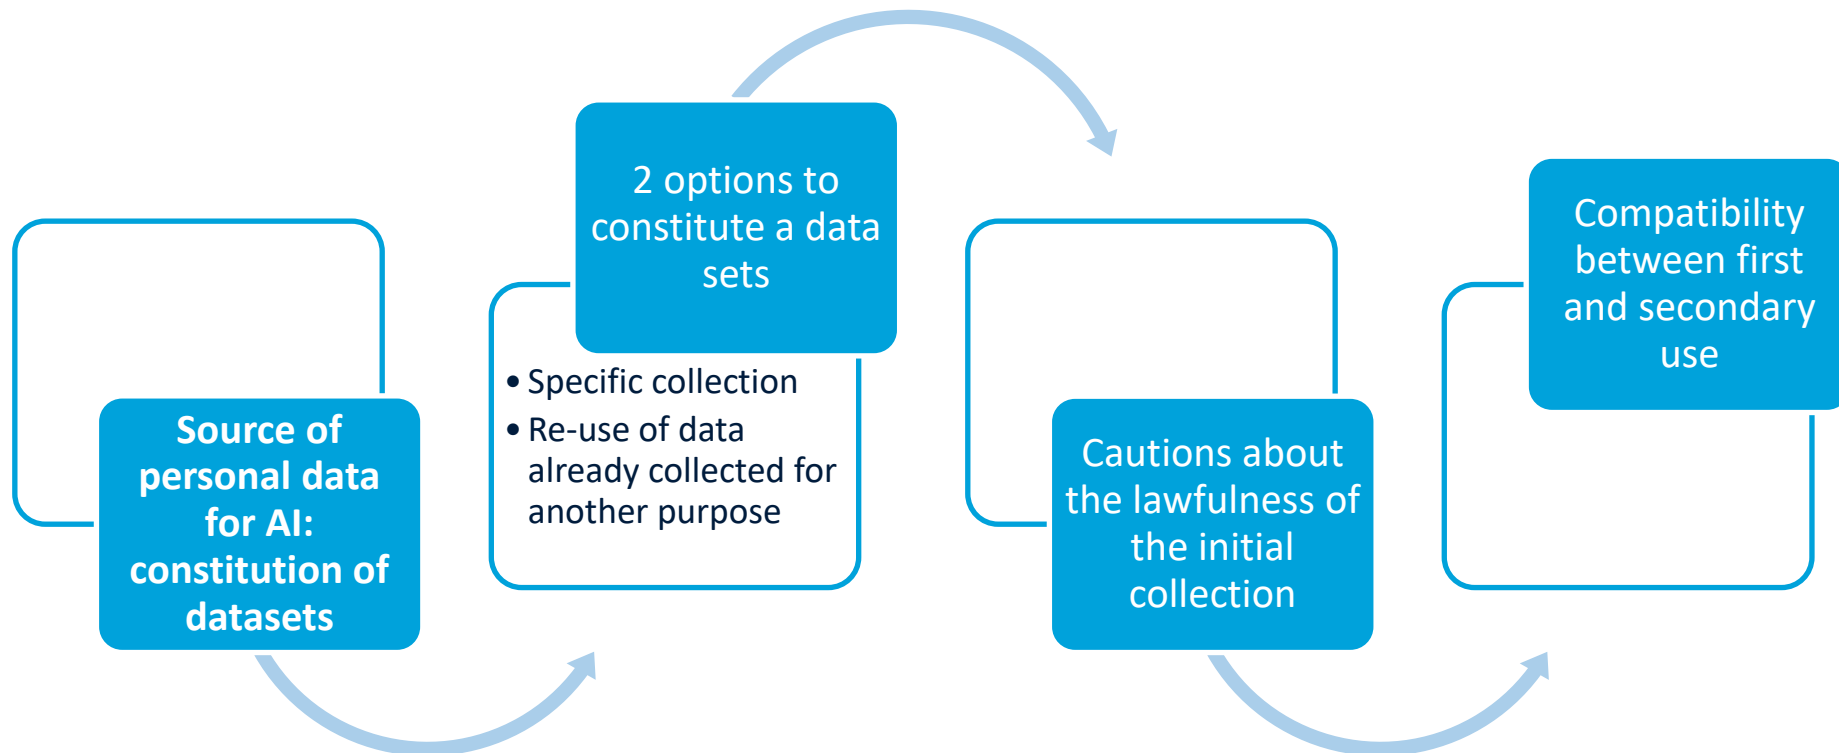 Source of
personal data
for AI:
constitution of
datasets
2 options to
constitute a data
sets
• Specific collection
• Re-use of data
already collected for
another purpose
Cautions about
the lawfulness of
the initial
collection
Compatibility
between first
and secondary
use